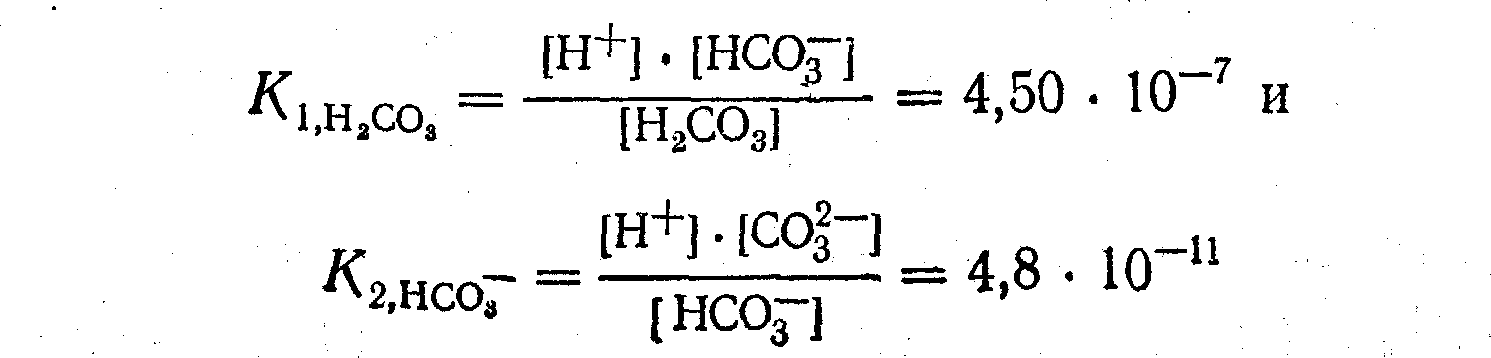 K₁,H₂CO₃ = [H⁺] · [HCO₃⁻] / [H₂CO₃] = 4,50 · 10⁻⁷ и
K₂,HCO₃⁻ = [H⁺] · [CO₃²⁻] / [HCO₃⁻] = 4,8 · 10⁻¹¹